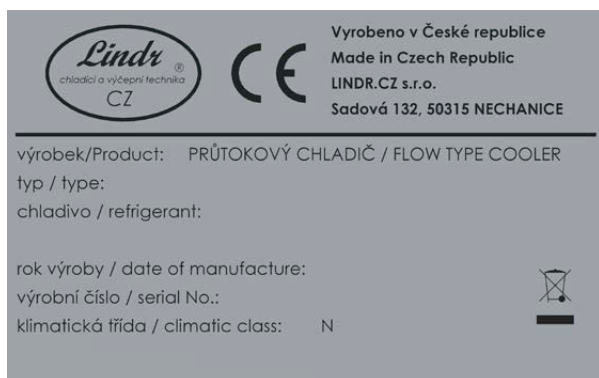 Lindr ®
chladící a výčepní technika
CZ
CE
Vyrobeno v České republice
Made in Czech Republic
LINDR.CZ s.r.o.
Sadová 132, 50315 NECHANICE
výrobek/Product: PRŮTOKOVÝ CHLADIČ / FLOW TYPE COOLER
typ / type:
chladivo / refrigerant:
rok výroby / date of manufacture:
výrobní číslo / serial No.:
klimatická třída / climatic class: N